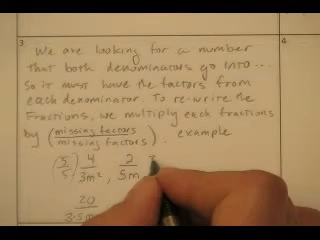 3
4
We are looking for a number
that both denominators go into...
So it must have the factors from
each denominator. To re-write the
Fractions, we multiply each fractions
by (missing factors/missing factors). example
(5/5) 4/3m², 2/5m
20/3·5m